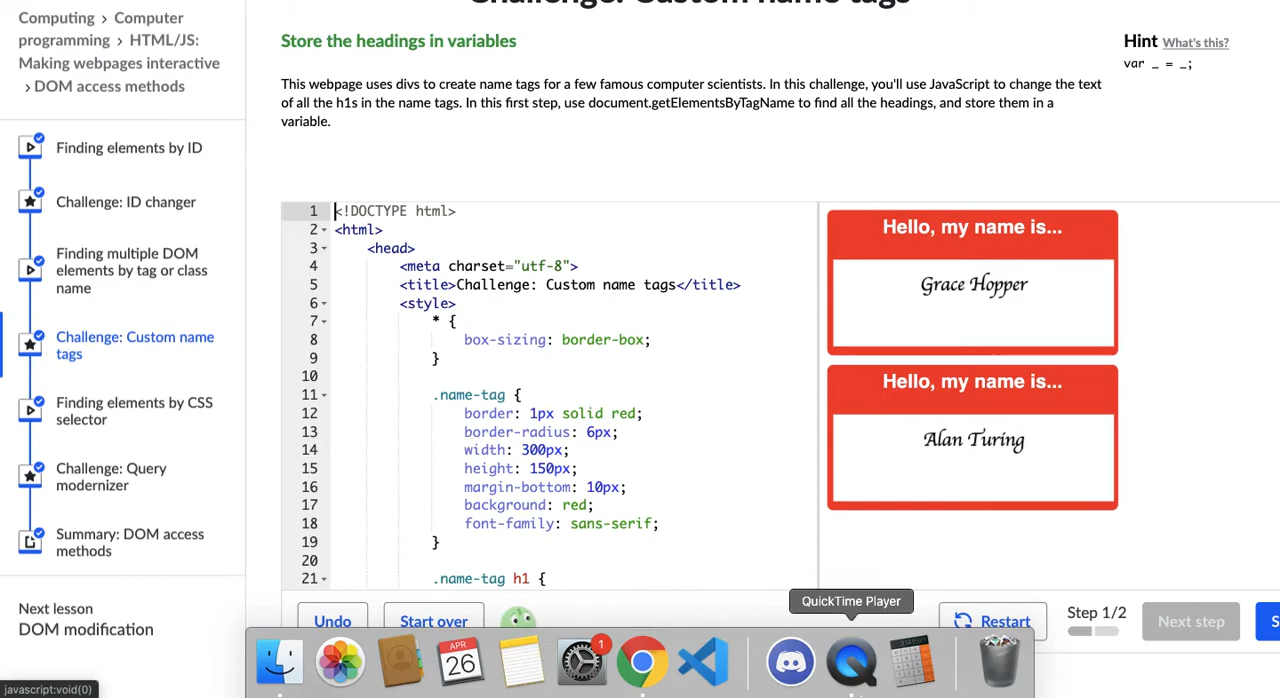 Challenge: Custom name tags
Computing › Computer
programming › HTML/JS:
Making webpages interactive
› DOM access methods
Finding elements by ID
Challenge: ID changer
Finding multiple DOM
elements by tag or class
name
Challenge: Custom name
tags
Finding elements by CSS
selector
Challenge: Query
modernizer
Summary: DOM access
methods
Next lesson
DOM modification
javascript:void(0)
Store the headings in variables
This webpage uses divs to create name tags for a few famous computer scientists. In this challenge, you'll use JavaScript to change the text
of all the h1s in the name tags. In this first step, use document.getElementsByTagName to find all the headings, and store them in a
variable.
Hint What's this?
var _ = _;
1 <!DOCTYPE html>
2 <html>
3 <head>
4 <meta charset="utf-8">
5 <title>Challenge: Custom name tags</title>
6 <style>
7 * {
8 box-sizing: border-box;
9 }
10
11 .name-tag {
12 border: 1px solid red;
13 border-radius: 6px;
14 width: 300px;
15 height: 150px;
16 margin-bottom: 10px;
17 background: red;
18 font-family: sans-serif;
19 }
20
21 .name-tag h1 {
Hello, my name is...
Grace Hopper
Hello, my name is...
Alan Turing
QuickTime Player
Undo
Start over
Restart
Step 1/2
Next step
S
APR
26
1